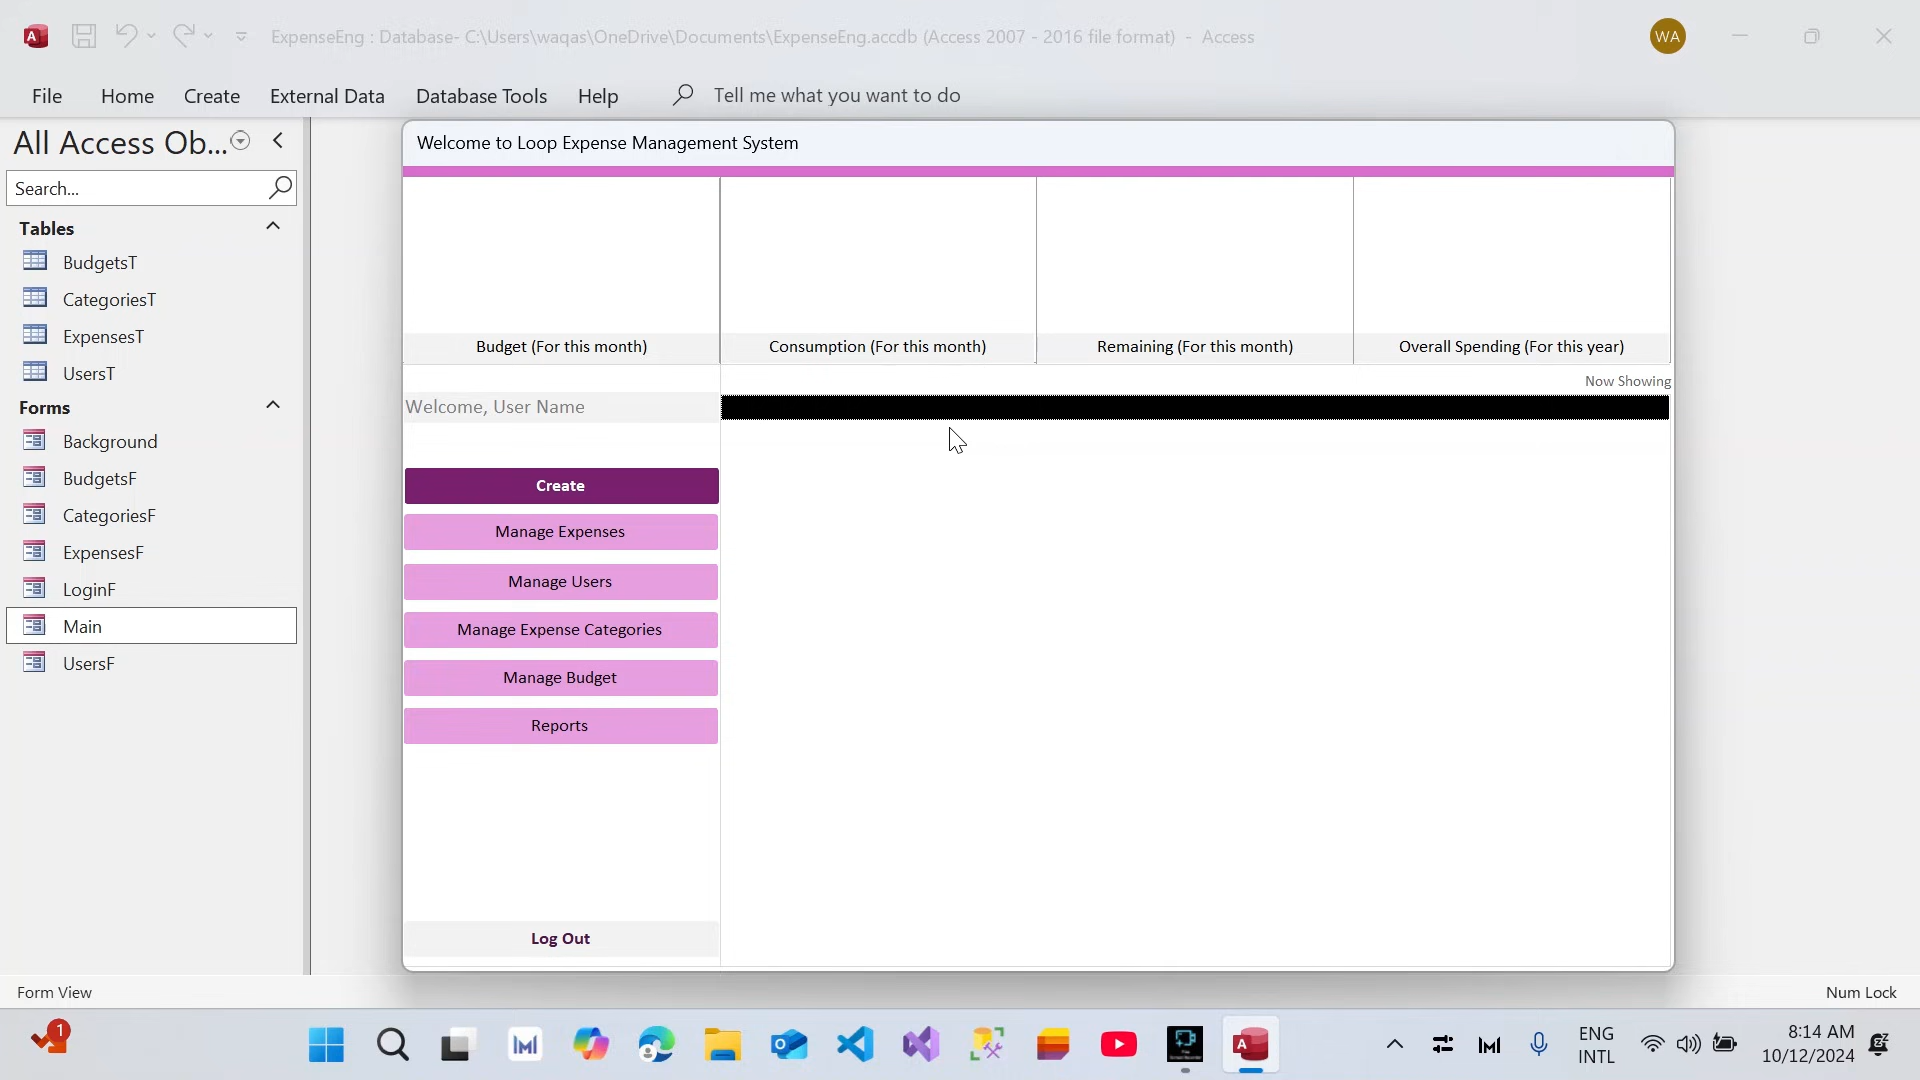 ExpenseEng : Database- C:\Users\waqas\OneDrive\Documents\ExpenseEng.accdb (Access 2007 - 2016 file format) - Access
WA
File Home Create External Data Database Tools Help Tell me what you want to do
All Access Ob...
Search...
Tables
BudgetsT
CategoriesT
ExpensesT
UsersT
Forms
Background
BudgetsF
CategoriesF
ExpensesF
LoginF
Main
UsersF
Welcome to Loop Expense Management System
Budget (For this month) Consumption (For this month) Remaining (For this month) Overall Spending (For this year)
Now Showing
Welcome, User Name
Create
Manage Expenses
Manage Users
Manage Expense Categories
Manage Budget
Reports
Log Out
Form View Num Lock
1
ENG
INTL
8:14 AM
10/12/2024